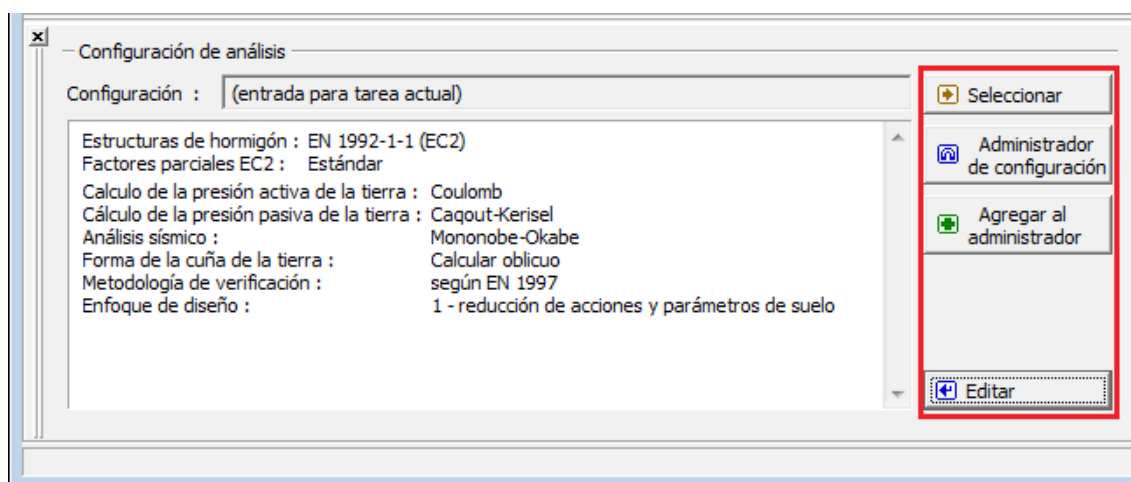 Configuración de análisis
Configuración : (entrada para tarea actual)
Seleccionar
Estructuras de hormigón : EN 1992-1-1 (EC2)
Factores parciales EC2 : Estándar
Calculo de la presión activa de la tierra : Coulomb
Cálculo de la presión pasiva de la tierra : Caqout-Kerisel
Análisis sísmico : Mononobe-Okabe
Forma de la cuña de la tierra : Calcular oblicuo
Metodología de verificación : según EN 1997
Enfoque de diseño : 1 - reducción de acciones y parámetros de suelo
Administrador
de configuración
Agregar al
administrador
Editar